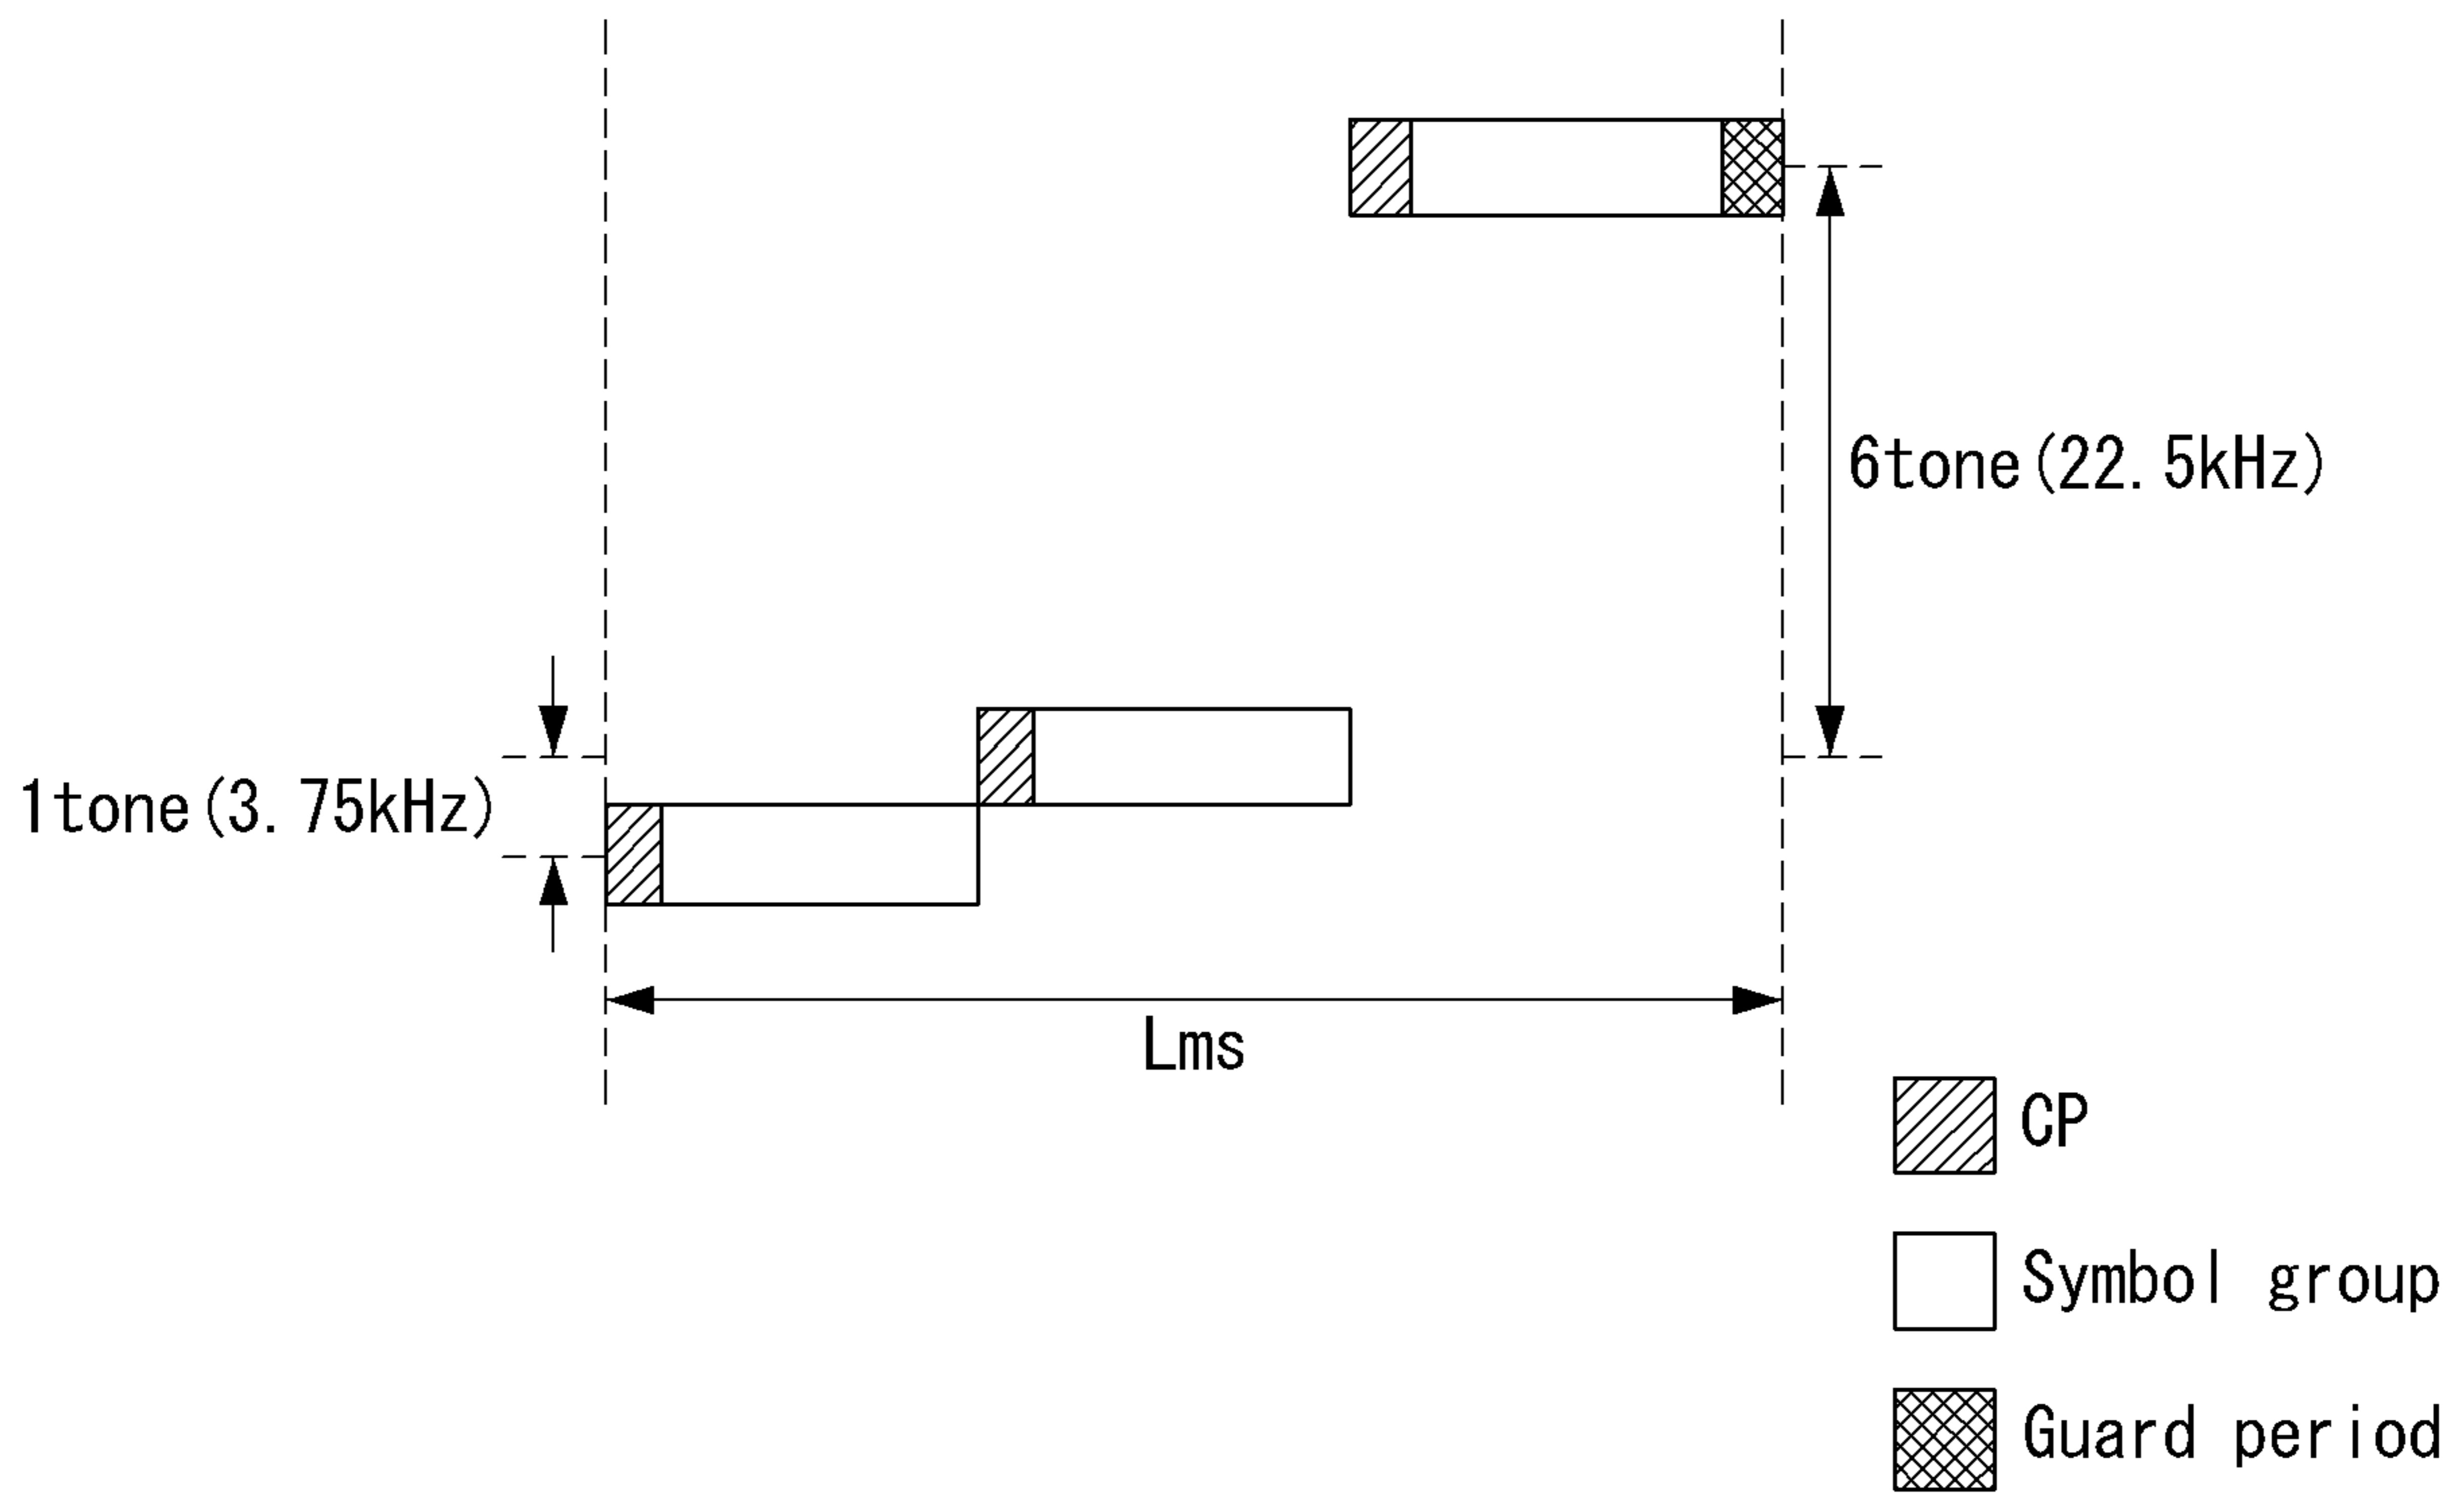 6tone(22.5kHz)
1tone(3.75kHz)
Lms
CP
Symbol group
Guard period